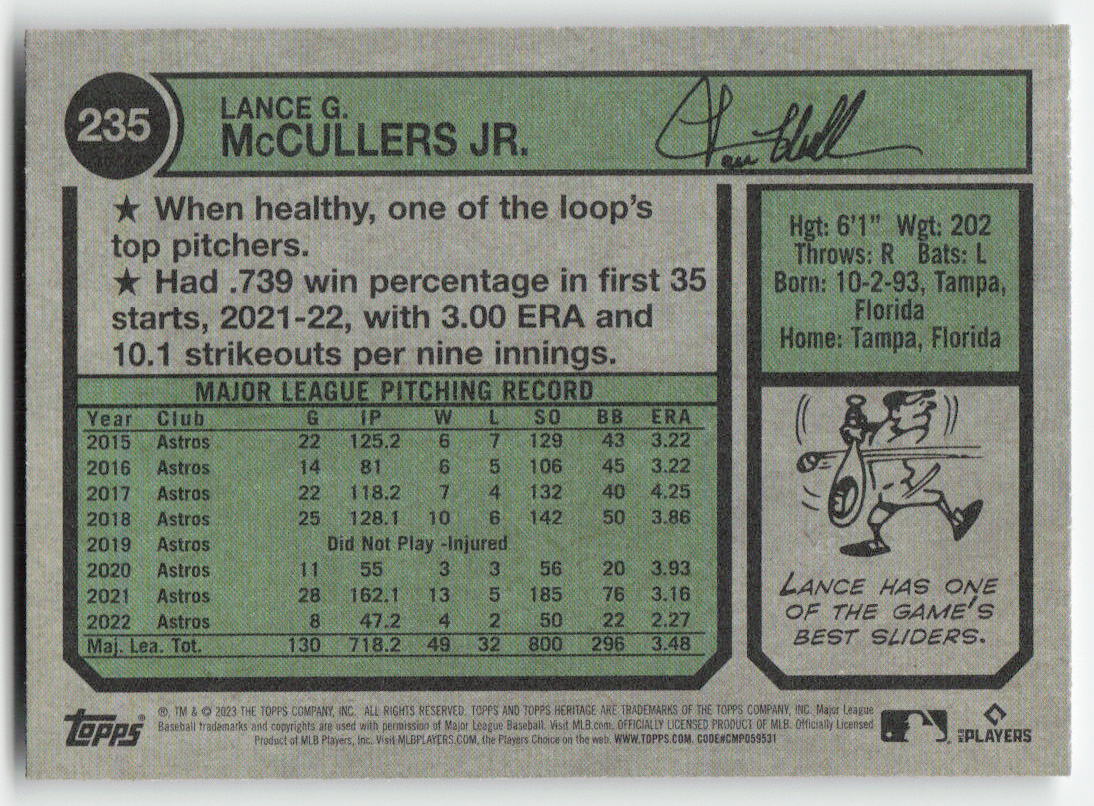 235
LANCE G.
McCULLERS JR.
★ When healthy, one of the loop's
top pitchers.
★ Had .739 win percentage in first 35
starts, 2021-22, with 3.00 ERA and
10.1 strikeouts per nine innings.
Hgt: 6'1" Wgt: 202
Throws: R Bats: L
Born: 10-2-93, Tampa,
Florida
Home: Tampa, Florida
MAJOR LEAGUE PITCHING RECORD
Year Club G IP W L SO BB ERA
2015 Astros 22 125.2 6 7 129 43 3.22
2016 Astros 14 81 6 5 106 45 3.22
2017 Astros 22 118.2 7 4 132 40 4.25
2018 Astros 25 128.1 10 6 142 50 3.86
2019 Astros Did Not Play -Injured
2020 Astros 11 55 3 3 56 20 3.93
2021 Astros 28 162.1 13 5 185 76 3.16
2022 Astros 8 47.2 4 2 50 22 2.27
Maj. Lea. Tot. 130 718.2 49 32 800 296 3.48
LANCE HAS ONE
OF THE GAME'S
BEST SLIDERS.
topps®
®, TM & © 2023 THE TOPPS COMPANY, INC. ALL RIGHTS RESERVED. TOPPS AND TOPPS HERITAGE ARE TRADEMARKS OF THE TOPPS COMPANY, INC. Major League
Baseball trademarks and copyrights are used with permission of Major League Baseball. Visit MLB.com. OFFICIALLY LICENSED PRODUCT OF MLB. Officially Licensed
Product of MLB Players, Inc. Visit MLBPLAYERS.COM, the Players Choice on the web. WWW.TOPPS.COM. CODE#CMP059531
MLB PLAYERS